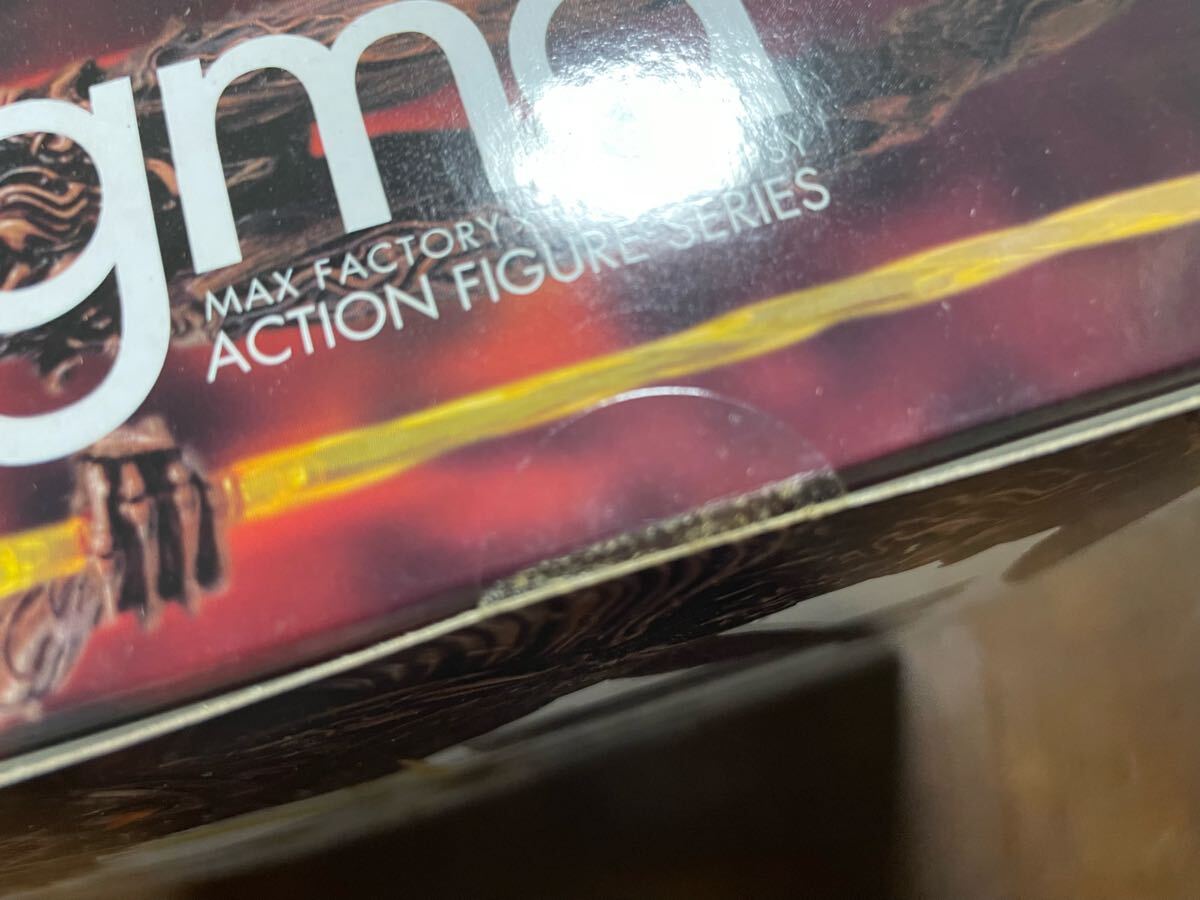 gma
MAX FACTORY
ACTION FIGURE SERIES